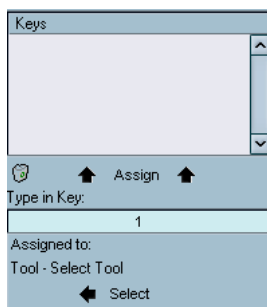 Keys
Assign
Type in Key:
1
Assigned to:
Tool - Select Tool
Select